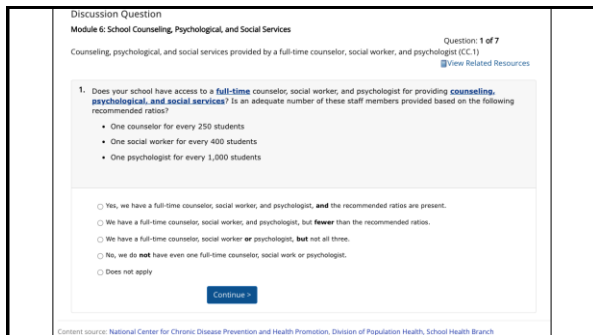 Discussion Question
Module 6: School Counseling, Psychological, and Social Services
Question: 1 of 7
Counseling, psychological, and social services provided by a full-time counselor, social worker, and psychologist (CC.1)
View Related Resources
1. Does your school have access to a full-time counselor, social worker, and psychologist for providing counseling,
psychological, and social services? Is an adequate number of these staff members provided based on the following
recommended ratios?
• One counselor for every 250 students
• One social worker for every 400 students
• One psychologist for every 1,000 students
Yes, we have a full-time counselor, social worker, and psychologist, and the recommended ratios are present.
We have a full-time counselor, social worker, and psychologist, but fewer than the recommended ratios.
We have a full-time counselor, social worker or psychologist, but not all three.
No, we do not have even one full-time counselor, social work or psychologist.
Does not apply
Continue >
Content source: National Center for Chronic Disease Prevention and Health Promotion, Division of Population Health, School Health Branch